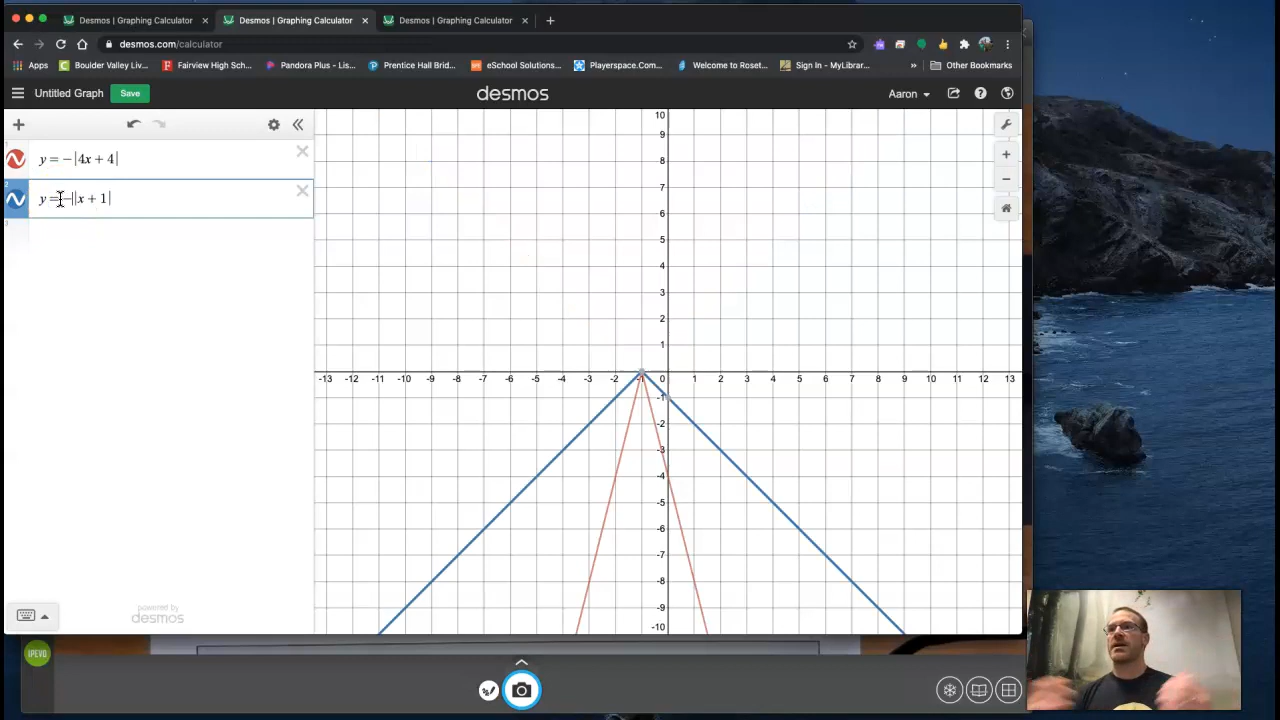 Desmos | Graphing Calculator
Desmos | Graphing Calculator
Desmos | Graphing Calculator
desmos.com/calculator
Apps
Boulder Valley Liv...
Fairview High Sch...
Pandora Plus - Lis...
Prentice Hall Brid...
eSchool Solutions...
Playerspace.Com...
Welcome to Roset...
Sign In - MyLibrar...
»
Other Bookmarks
Untitled Graph
Save
desmos
Aaron
1
y = −|4x + 4|
2
y = −|x + 1|
3
10
9
8
7
6
5
4
3
2
1
-13 -12 -11 -10 -9 -8 -7 -6 -5 -4 -3 -2 -1 0 1 2 3 4 5 6 7 8 9 10 11 12 13
-1
-2
-3
-4
-5
-6
-7
-8
-9
-10
powered by
desmos
IPEVO